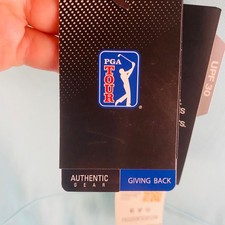 PGA
TOUR
®
AUTHENTIC
GEAR
GIVING BACK
UPF 30